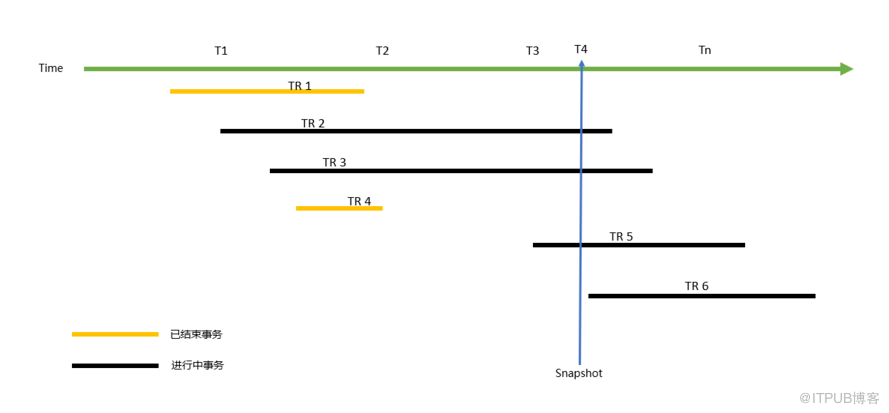 T1 T2 T3 T4 Tn
Time
TR 1
TR 2
TR 3
TR 4
TR 5
TR 6
已结束事务
进行中事务
Snapshot
@ITPUB博客